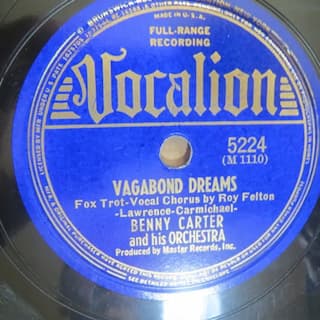 MADE IN U.S.A.
FULL-RANGE
RECORDING
Vocalion
5224
(M 1110)
VAGABOND DREAMS
Fox Trot-Vocal Chorus by Roy Felton
-Lawrence-Carmichael-
BENNY CARTER
and his ORCHESTRA
Produced by Master Records, Inc.